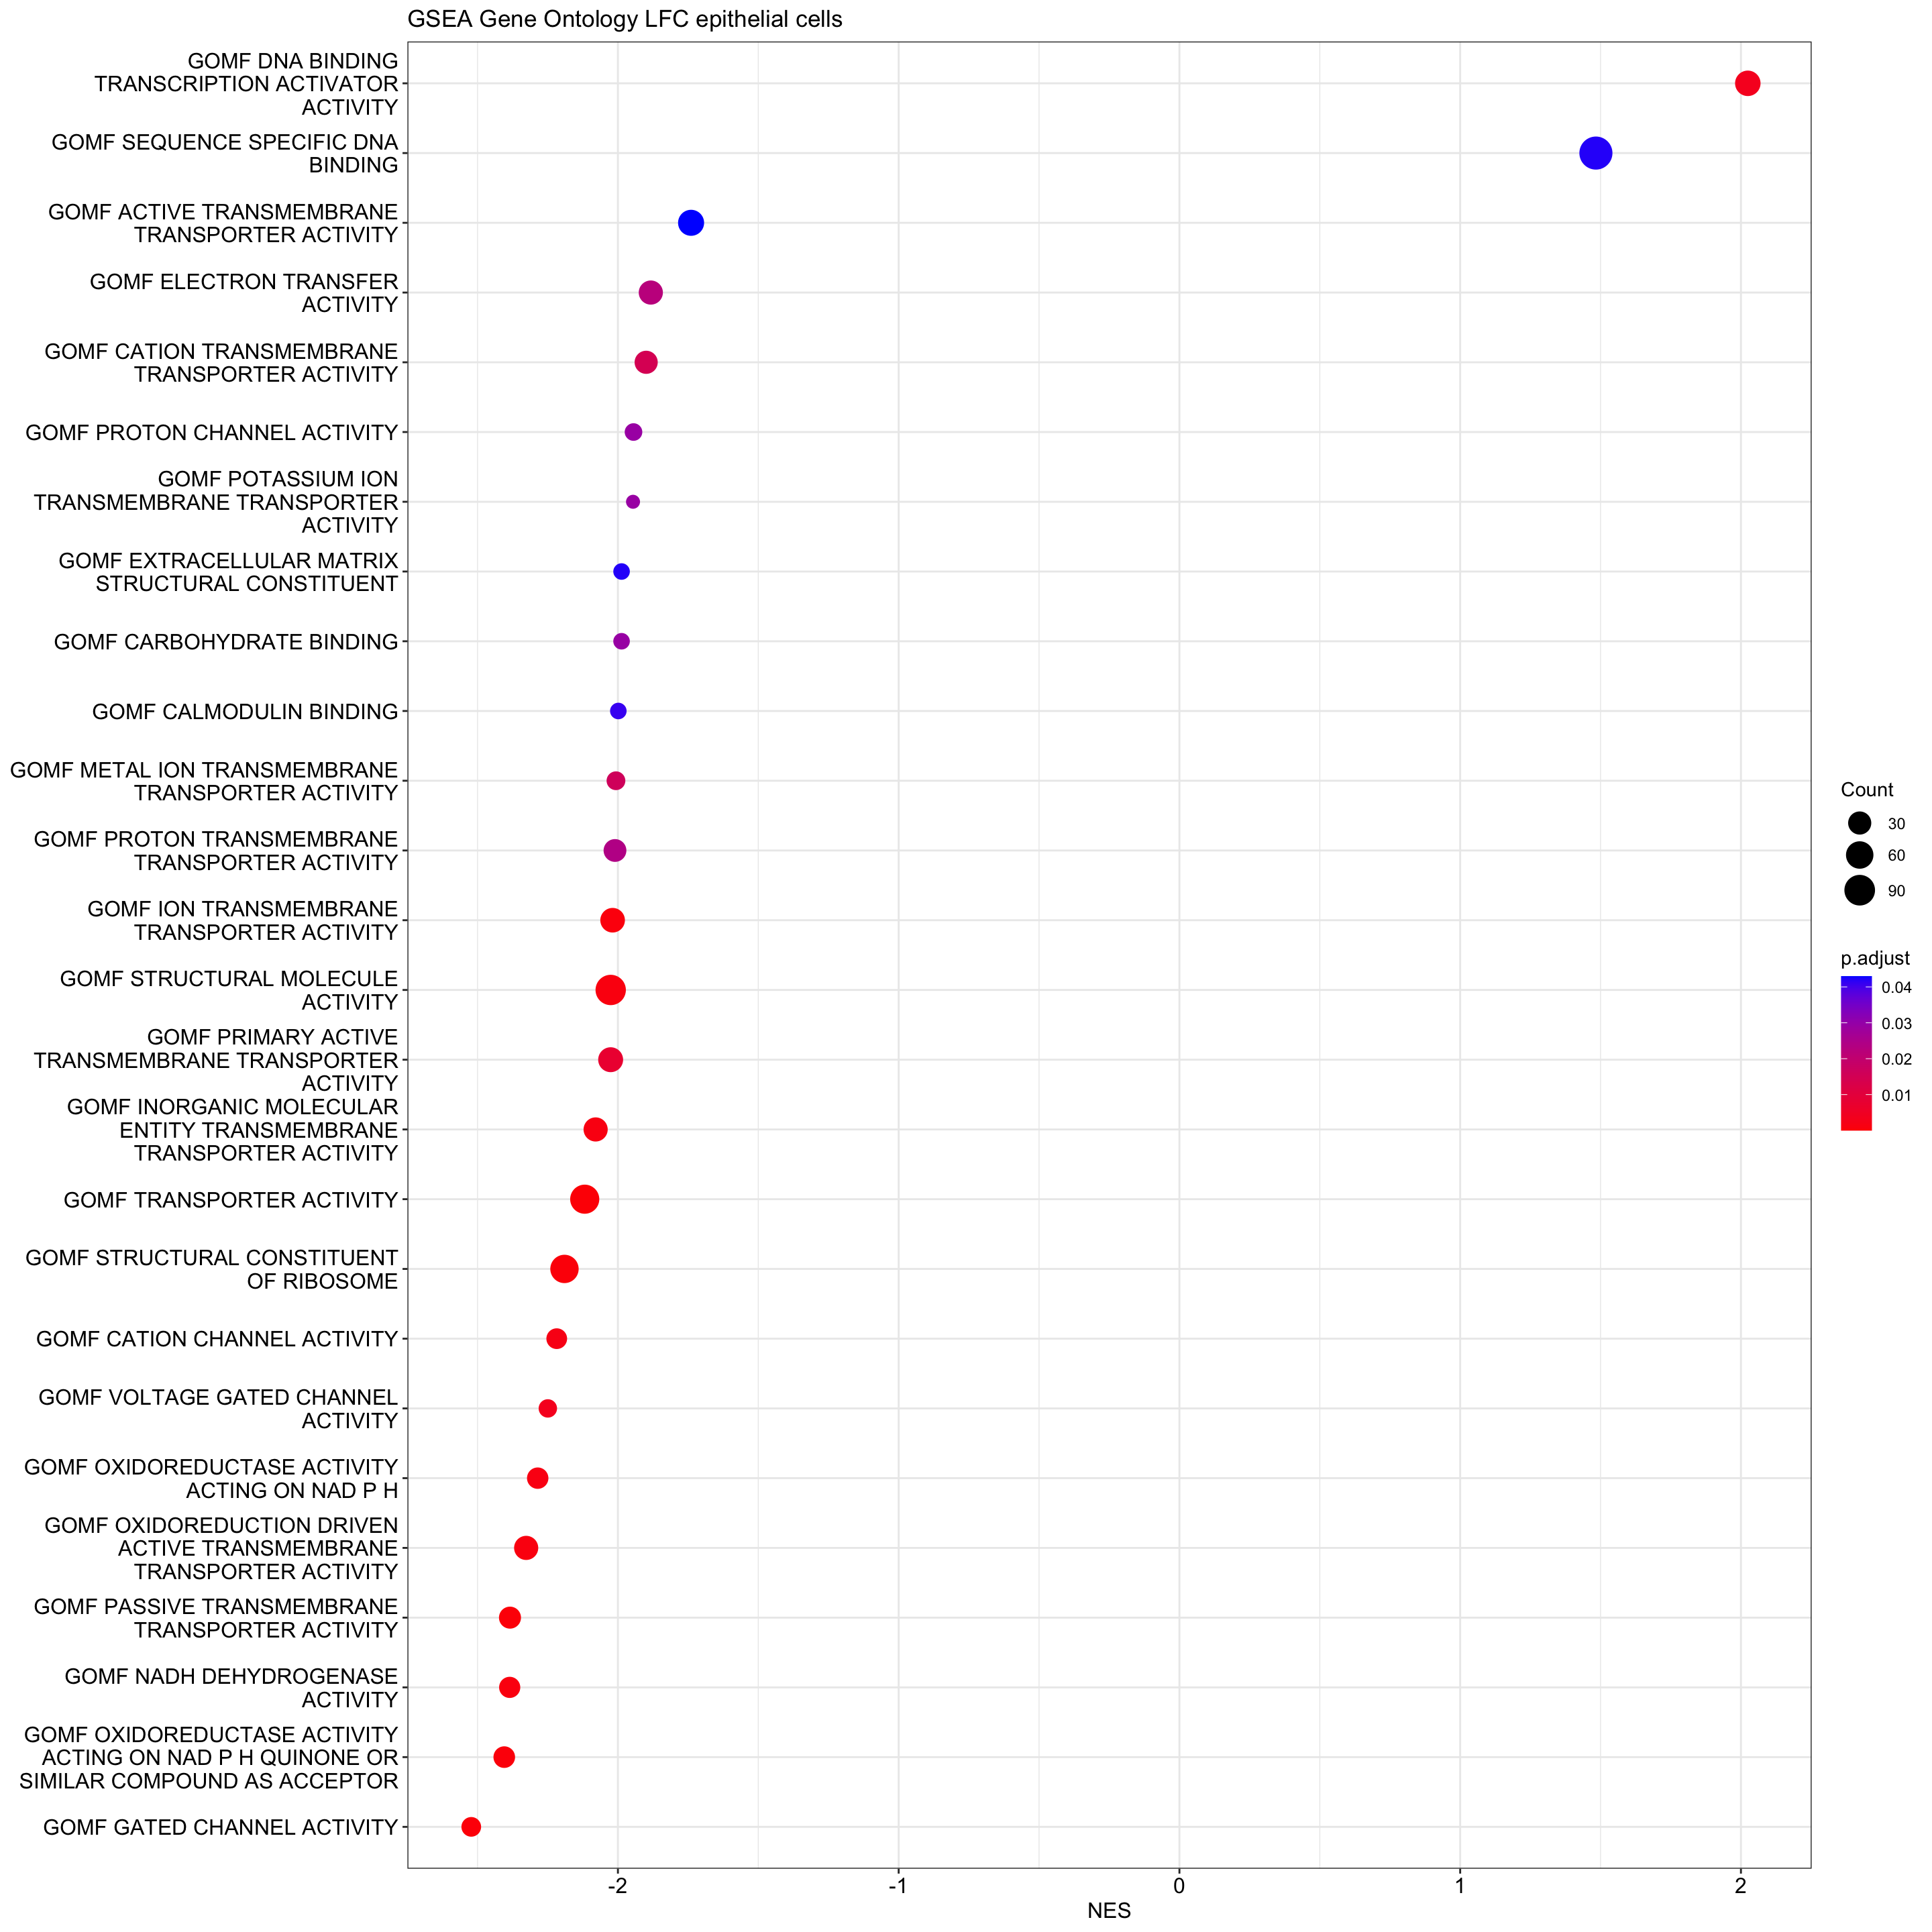 GSEA Gene Ontology LFC epithelial cells
GOMF DNA BINDING
TRANSCRIPTION ACTIVATOR
ACTIVITY
GOMF SEQUENCE SPECIFIC DNA
BINDING
GOMF ACTIVE TRANSMEMBRANE
TRANSPORTER ACTIVITY
GOMF ELECTRON TRANSFER
ACTIVITY
GOMF CATION TRANSMEMBRANE
TRANSPORTER ACTIVITY
GOMF PROTON CHANNEL ACTIVITY
GOMF POTASSIUM ION
TRANSMEMBRANE TRANSPORTER
ACTIVITY
GOMF EXTRACELLULAR MATRIX
STRUCTURAL CONSTITUENT
GOMF CARBOHYDRATE BINDING
GOMF CALMODULIN BINDING
GOMF METAL ION TRANSMEMBRANE
TRANSPORTER ACTIVITY
GOMF PROTON TRANSMEMBRANE
TRANSPORTER ACTIVITY
GOMF ION TRANSMEMBRANE
TRANSPORTER ACTIVITY
GOMF STRUCTURAL MOLECULE
ACTIVITY
GOMF PRIMARY ACTIVE
TRANSMEMBRANE TRANSPORTER
ACTIVITY
GOMF INORGANIC MOLECULAR
ENTITY TRANSMEMBRANE
TRANSPORTER ACTIVITY
GOMF TRANSPORTER ACTIVITY
GOMF STRUCTURAL CONSTITUENT
OF RIBOSOME
GOMF CATION CHANNEL ACTIVITY
GOMF VOLTAGE GATED CHANNEL
ACTIVITY
GOMF OXIDOREDUCTASE ACTIVITY
ACTING ON NAD P H
GOMF OXIDOREDUCTION DRIVEN
ACTIVE TRANSMEMBRANE
TRANSPORTER ACTIVITY
GOMF PASSIVE TRANSMEMBRANE
TRANSPORTER ACTIVITY
GOMF NADH DEHYDROGENASE
ACTIVITY
GOMF OXIDOREDUCTASE ACTIVITY
ACTING ON NAD P H QUINONE OR
SIMILAR COMPOUND AS ACCEPTOR
GOMF GATED CHANNEL ACTIVITY
-2 -1 0 1 2
NES
Count
30
60
90
p.adjust
0.04
0.03
0.02
0.01